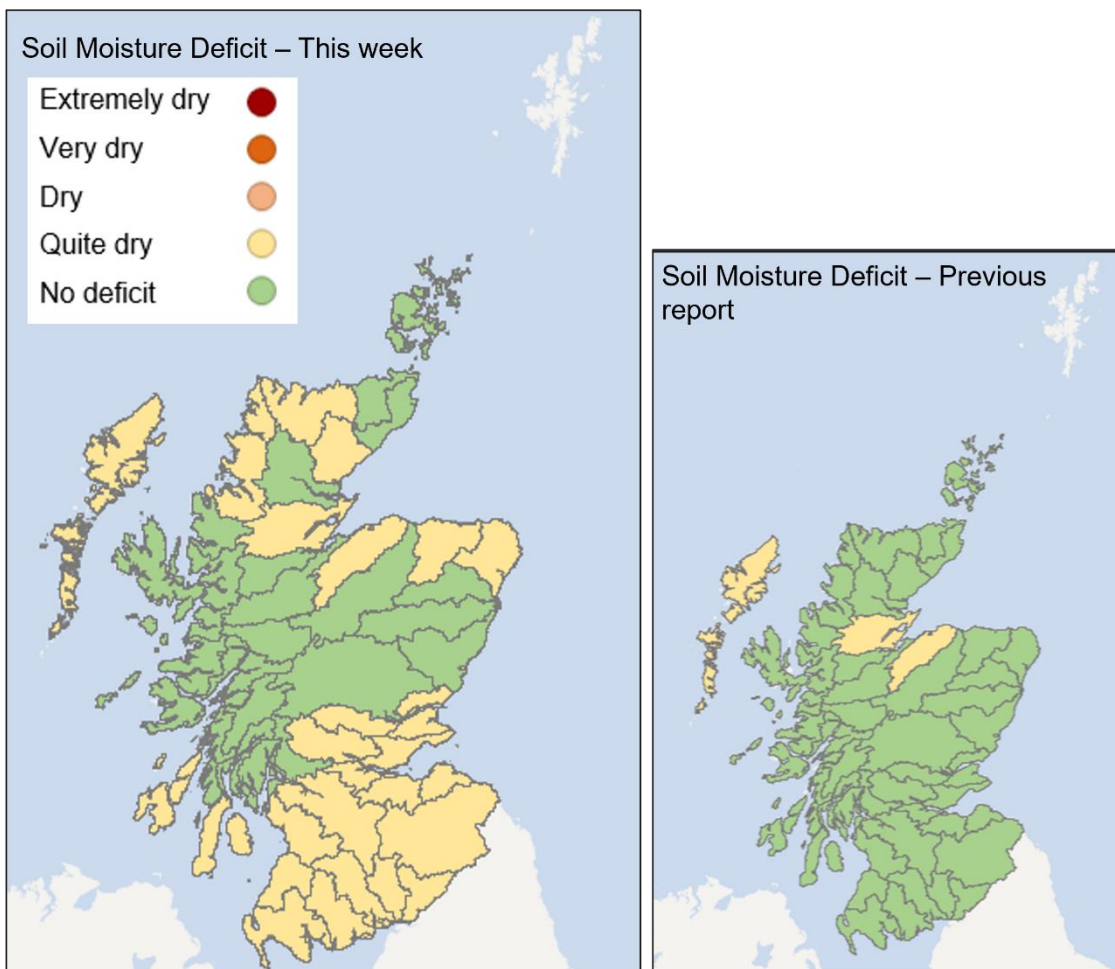 Soil Moisture Deficit – This week
Extremely dry
Very dry
Dry
Quite dry
No deficit
Soil Moisture Deficit – Previous
report